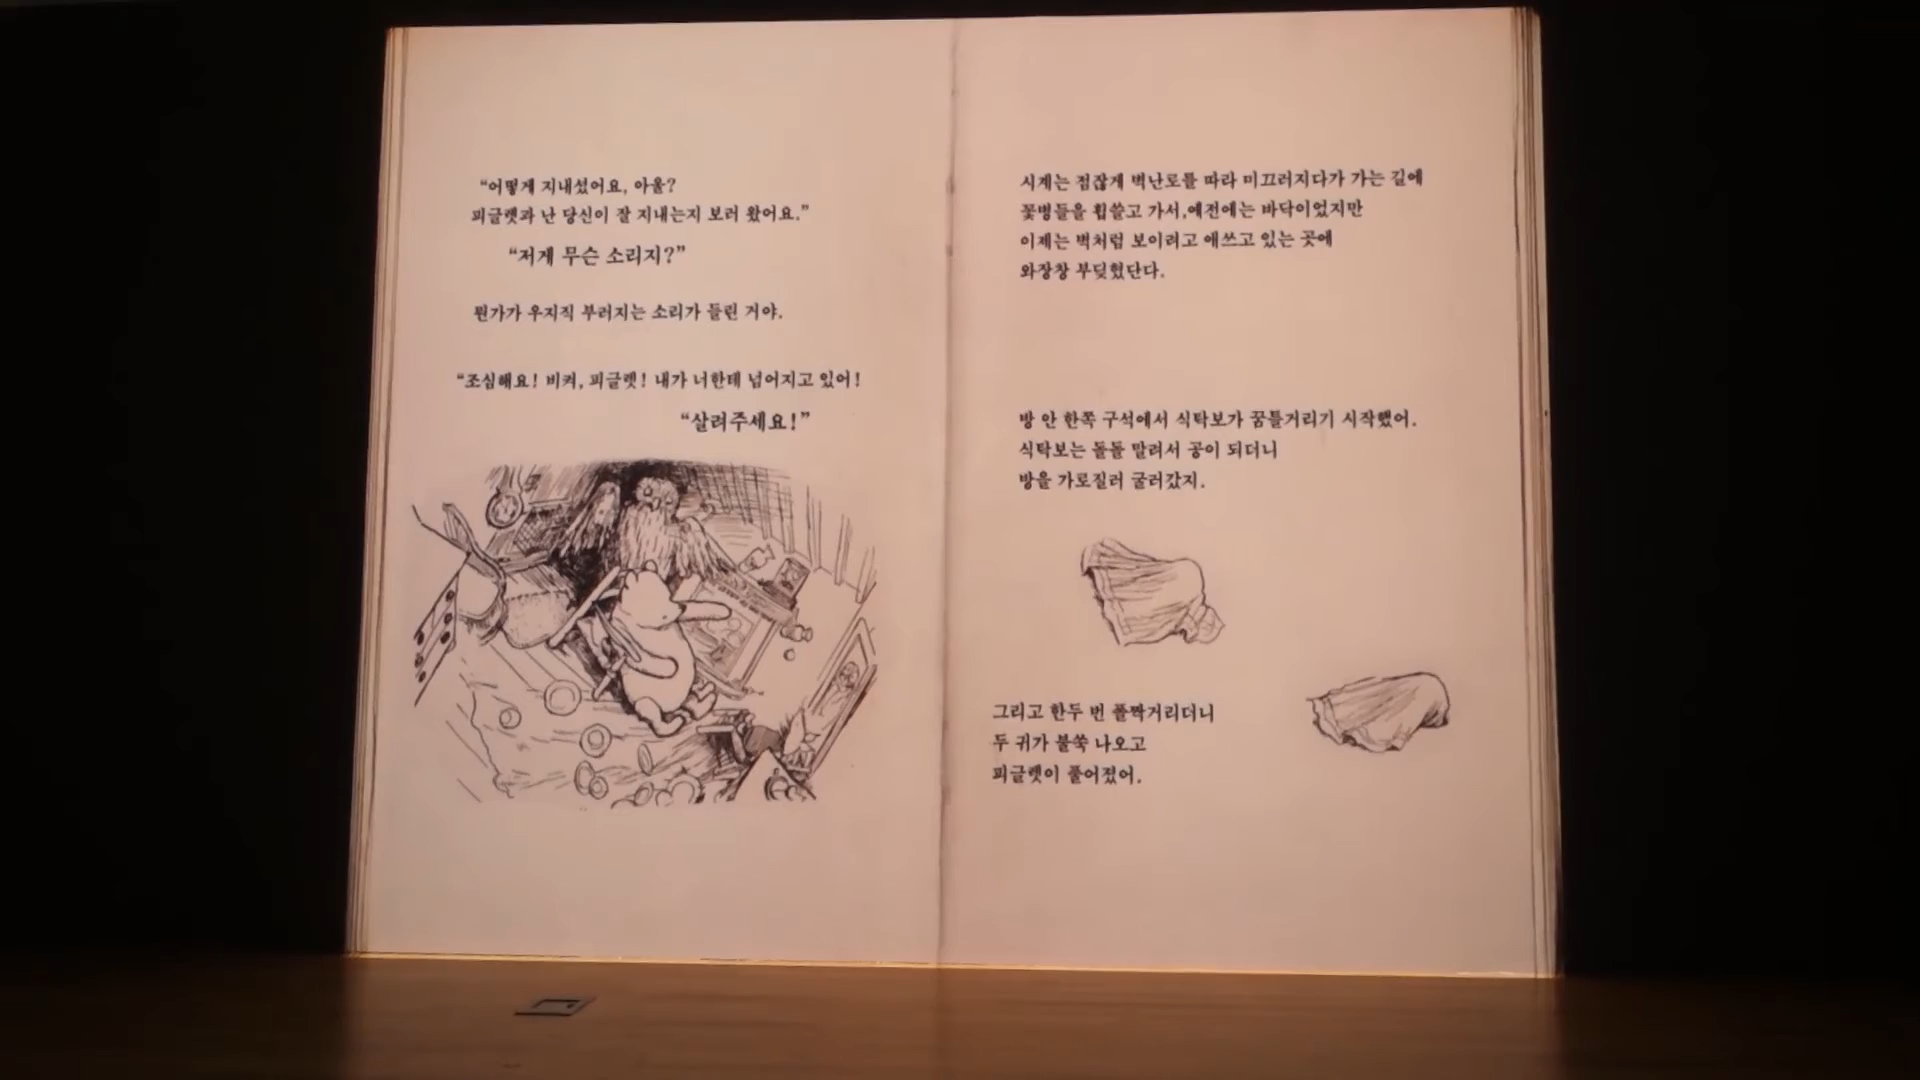 “어떻게 지내셨어요, 아울?
피글렛과 난 당신이 잘 지내는지 보러 왔어요.”
“저게 무슨 소리지?”
뭔가가 우지직 부러지는 소리가 들린 거야.
“조심해요! 비켜, 피글렛! 내가 너한테 넘어지고 있어!
“살려주세요!”
시계는 점잖게 벽난로를 따라 미끄러지다가 가는 길에
꽃병들을 휩쓸고 가서,예전에는 바닥이었지만
이제는 벽처럼 보이려고 애쓰고 있는 곳에
와장창 부딪혔단다.
방 안 한쪽 구석에서 식탁보가 꿈틀거리기 시작했어.
식탁보는 돌돌 말려서 공이 되더니
방을 가로질러 굴러갔지.
그리고 한두 번 폴짝거리더니
두 귀가 불쑥 나오고
피글렛이 풀어졌어.